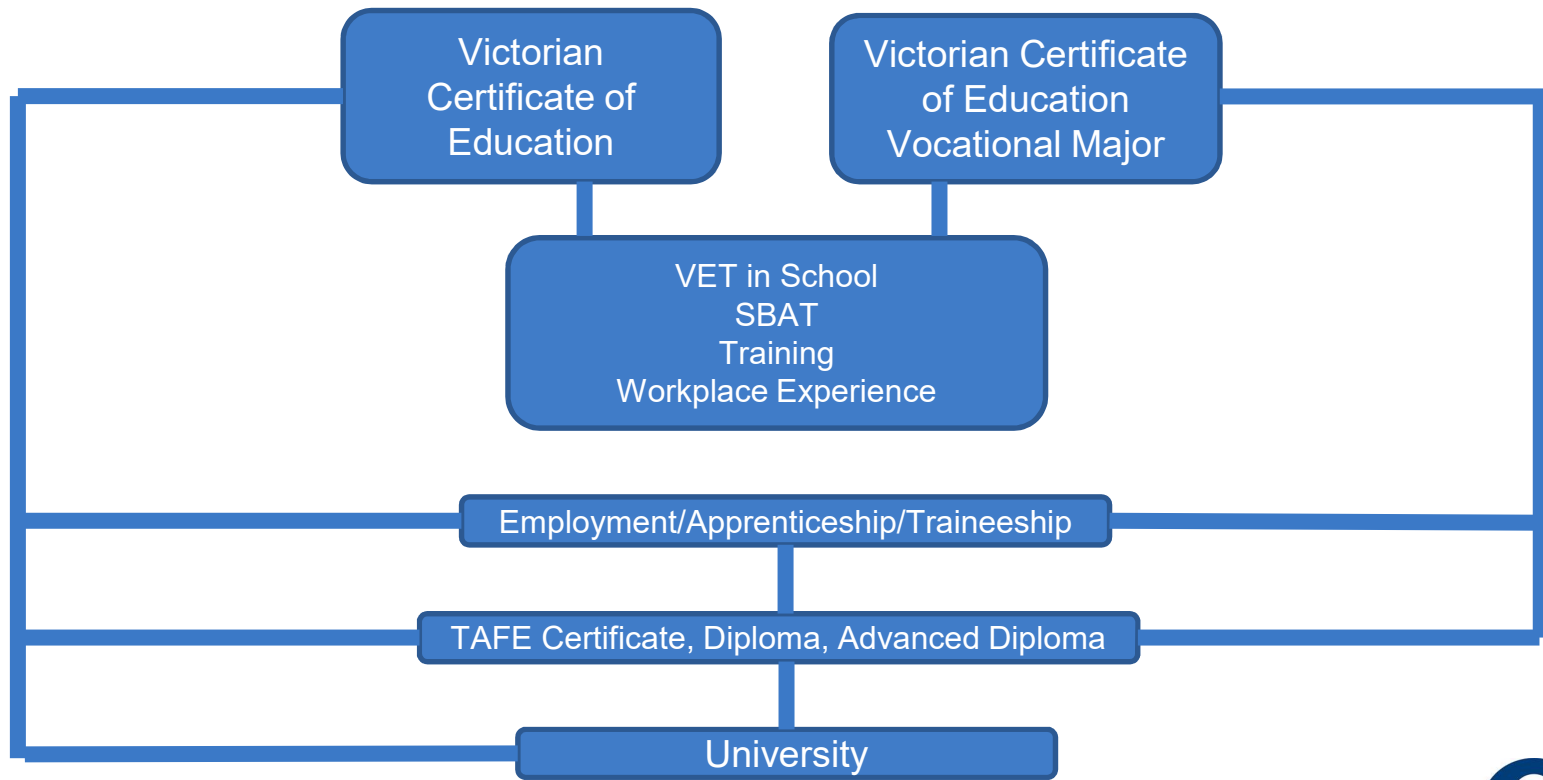 Victorian
Certificate of
Education
Victorian Certificate
of Education
Vocational Major
VET in School
SBAT
Training
Workplace Experience
Employment/Apprenticeship/Traineeship
TAFE Certificate, Diploma, Advanced Diploma
University